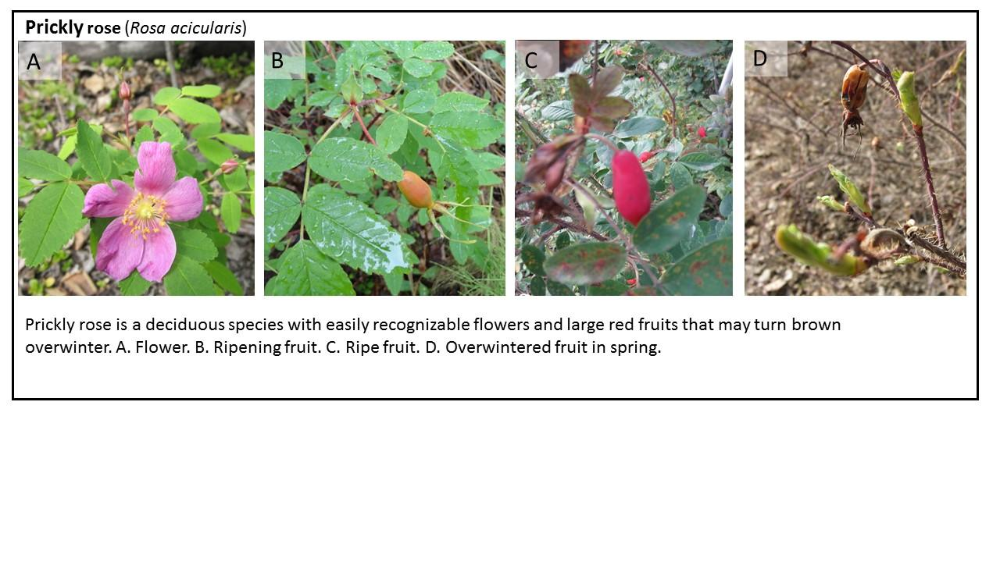 Prickly rose (Rosa acicularis)
A
B
C
D
Prickly rose is a deciduous species with easily recognizable flowers and large red fruits that may turn brown
overwinter. A. Flower. B. Ripening fruit. C. Ripe fruit. D. Overwintered fruit in spring.